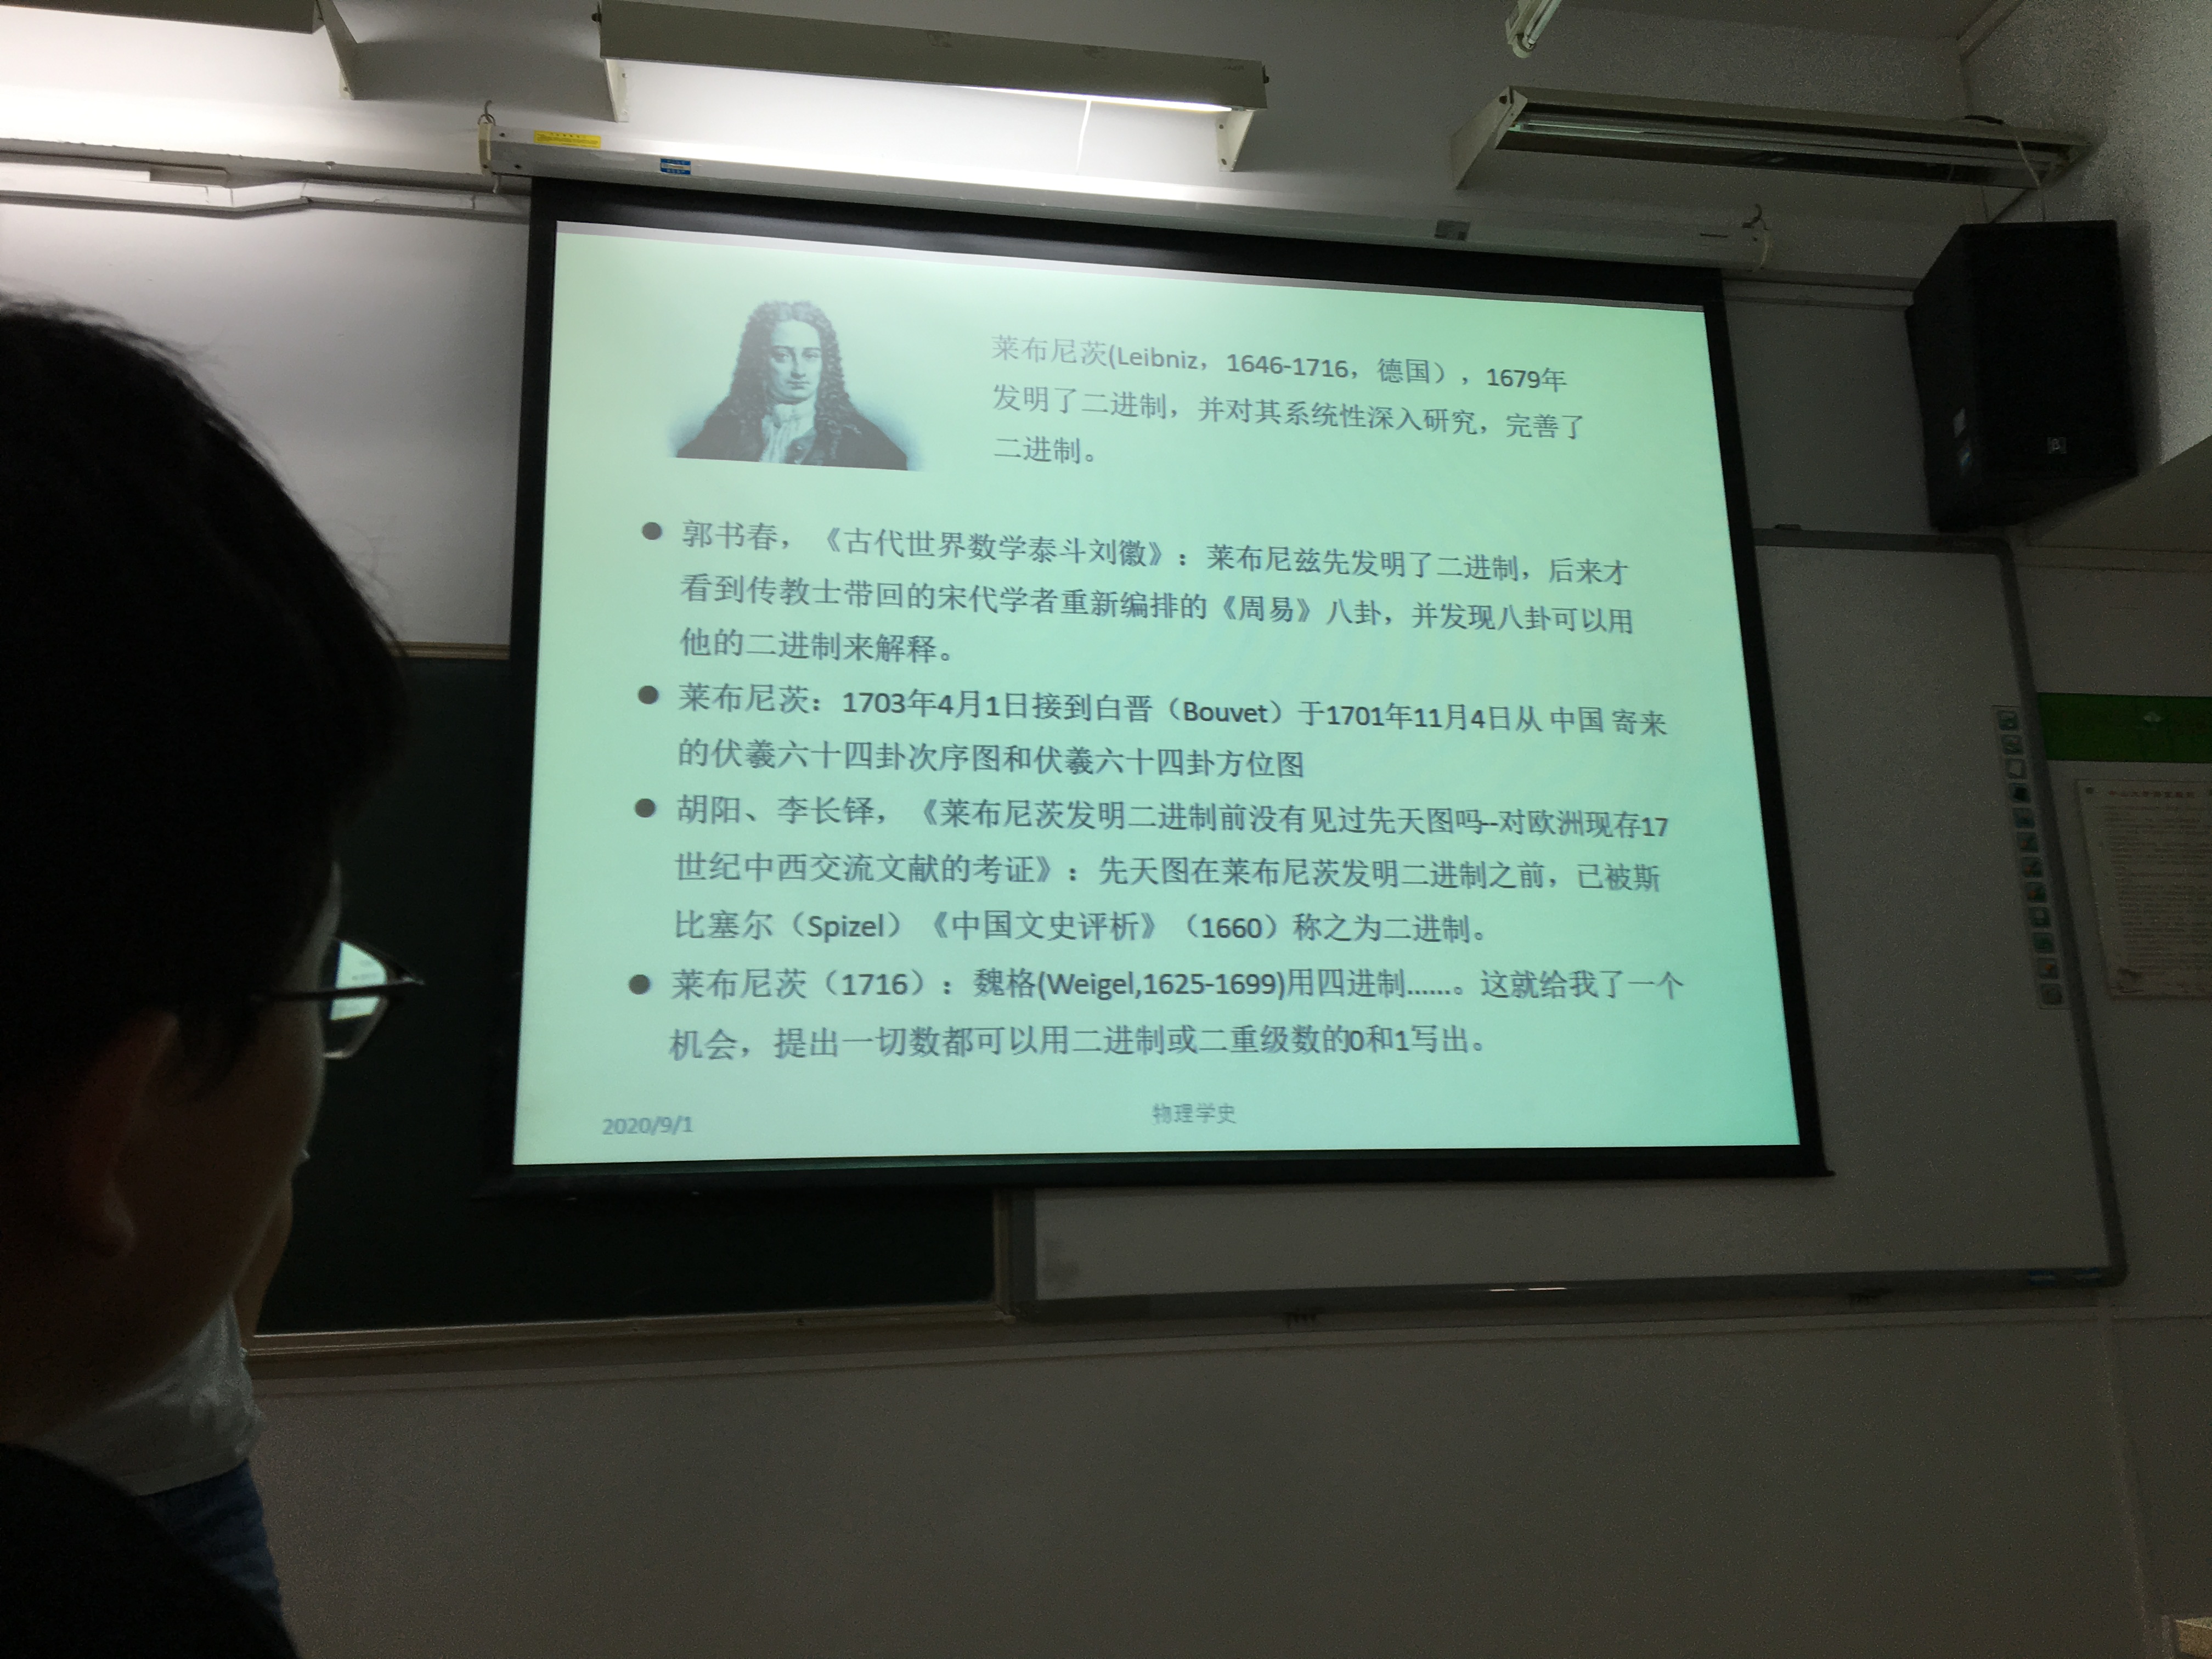 莱布尼茨(Leibniz，1646-1716，德国），1679年
发明了二进制，并对其系统性深入研究，完善了
二进制。
● 郭书春，《古代世界数学泰斗刘徽》：莱布尼兹先发明了二进制，后来才
看到传教士带回的宋代学者重新编排的《周易》八卦，并发现八卦可以用
他的二进制来解释。
● 莱布尼茨：1703年4月1日接到白晋（Bouvet）于1701年11月4日从 中国 寄来
的伏羲六十四卦次序图和伏羲六十四卦方位图
● 胡阳、李长铎，《莱布尼茨发明二进制前没有见过先天图吗--对欧洲现存17
世纪中西交流文献的考证》：先天图在莱布尼茨发明二进制之前，已被斯
比塞尔（Spizel）《中国文史评析》（1660）称之为二进制。
● 莱布尼茨（1716）：魏格(Weigel,1625-1699)用四进制......。这就给我了一个
机会，提出一切数都可以用二进制或二重级数的0和1写出。
2020/9/1
物理学史